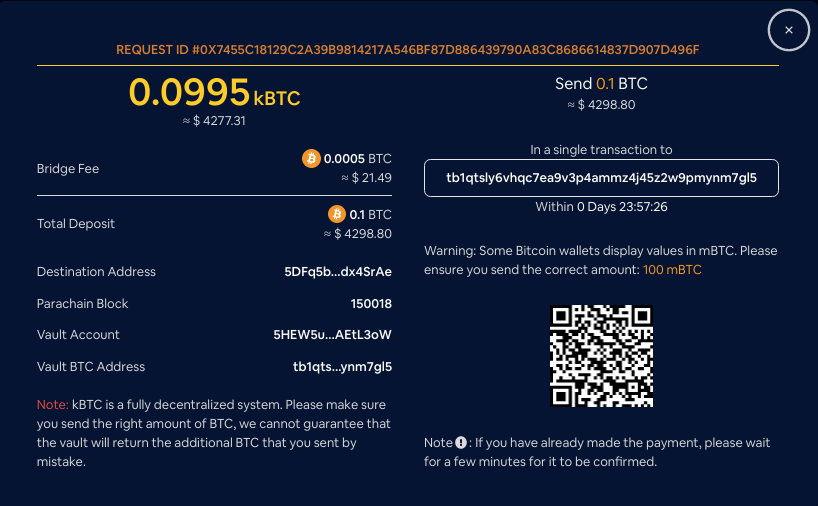 REQUEST ID #0X7455C18129C2A39B9814217A546BF87D886439790A83C8686614837D907D496F
0.0995 kBTC
≈ $ 4277.31
Bridge Fee
0.0005 BTC
≈ $ 21.49
Total Deposit
0.1 BTC
≈ $ 4298.80
Destination Address 5DFq5b...dx4SrAe
Parachain Block 150018
Vault Account 5HEW5u...AEtL3oW
Vault BTC Address tb1qts...ynm7gl5
Note: kBTC is a fully decentralized system. Please make sure
you send the right amount of BTC, we cannot guarantee that
the vault will return the additional BTC that you sent by
mistake.
Send 0.1 BTC
≈ $ 4298.80
In a single transaction to
tb1qtsly6vhqc7ea9v3p4ammz4j45z2w9pmynm7gl5
Within 0 Days 23:57:26
Warning: Some Bitcoin wallets display values in mBTC. Please
ensure you send the correct amount: 100 mBTC
Note : If you have already made the payment, please wait
for a few minutes for it to be confirmed.